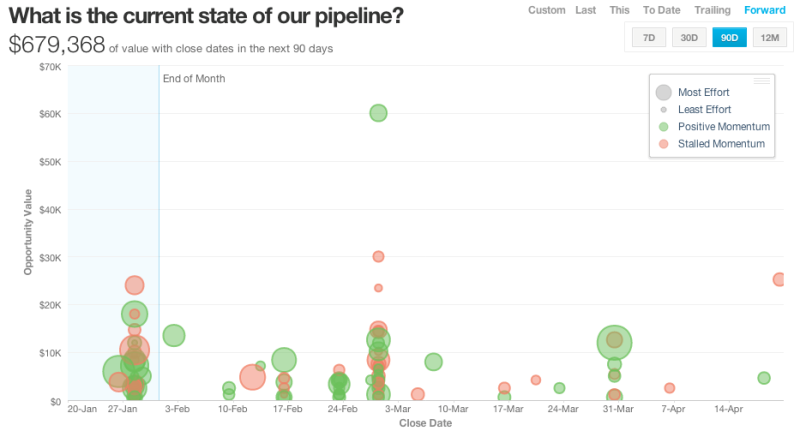 What is the current state of our pipeline?
Custom Last This To Date Trailing Forward
$679,368 of value with close dates in the next 90 days
7D 30D 90D 12M
$70K
End of Month
Most Effort
Least Effort
Positive Momentum
Stalled Momentum
$60K
$50K
$40K
$30K
$20K
$10K
$0
Opportunity Value
20-Jan 27-Jan 3-Feb 10-Feb 17-Feb 24-Feb 3-Mar 10-Mar 17-Mar 24-Mar 31-Mar 7-Apr 14-Apr
Close Date